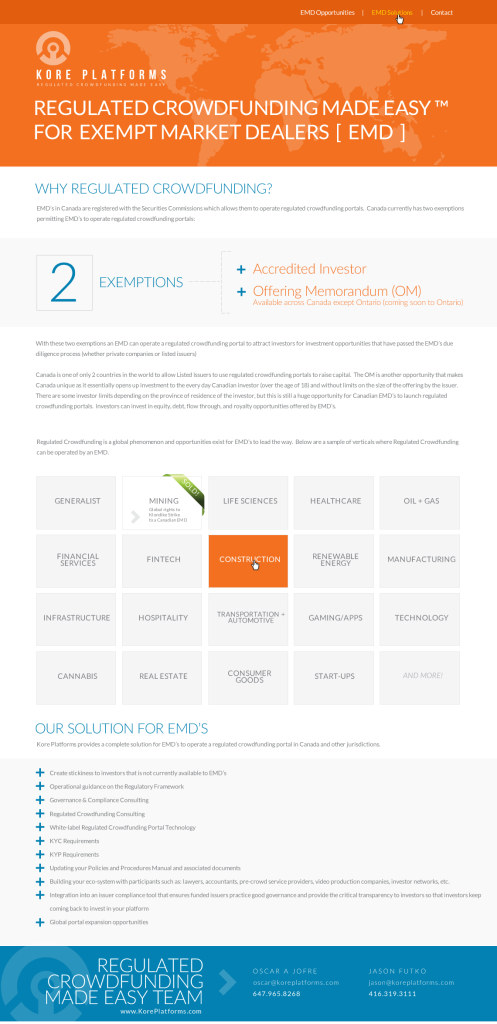 EMD Opportunities | EMD Solutions | Contact
KORE PLATFORMS
REGULATED CROWDFUNDING MADE EASY
REGULATED CROWDFUNDING MADE EASY ™
FOR EXEMPT MARKET DEALERS [ EMD ]
WHY REGULATED CROWDFUNDING?
EMD's in Canada are registered with the Securities Commissions which allows them to operate regulated crowdfunding portals. Canada currently has two exemptions
permitting EMD's to operate regulated crowdfunding portals:
2
EXEMPTIONS
+ Accredited Investor
+ Offering Memorandum (OM)
Available across Canada except Ontario (coming soon to Ontario)
With these two exemptions an EMD can operate a regulated crowdfunding portal to attract investors for investment opportunities that have passed the EMD's due
diligence process (whether private companies or listed issuers)
Canada is one of only 2 countries in the world to allow Listed Issuers to use regulated crowdfunding portals to raise capital. The OM is another opportunity that makes
Canada unique as it essentially opens up investment to the every day Canadian investor (over the age of 18) and without limits on the size of the offering by the issuer.
There are some investor limits depending on the province of residence of the investor, but this is still a huge opportunity for Canadian EMD's to launch regulated
crowdfunding portals. Investors can invest in equity, debt, flow through, and royalty opportunities offered by EMD's.
Regulated Crowdfunding is a global phenomenon and opportunities exist for EMD's to lead the way. Below are a sample of verticals where Regulated Crowdfunding
can be operated by an EMD.
GENERALIST
MINING
SOLD!
Global rights to
Klondike Strike
to a Canadian EMD
LIFE SCIENCES
HEALTHCARE
OIL + GAS
FINANCIAL
SERVICES
FINTECH
CONSTRUCTION
RENEWABLE
ENERGY
MANUFACTURING
INFRASTRUCTURE
HOSPITALITY
TRANSPORTATION +
AUTOMOTIVE
GAMING/APPS
TECHNOLOGY
CANNABIS
REAL ESTATE
CONSUMER
GOODS
START-UPS
AND MORE!
OUR SOLUTION FOR EMD'S
Kore Platforms provides a complete solution for EMD's to operate a regulated crowdfunding portal in Canada and other jurisdictions.
+ Create stickiness to investors that is not currently available to EMD's
+ Operational guidance on the Regulatory Framework
+ Governance & Compliance Consulting
+ Regulated Crowdfunding Consulting
+ White-label Regulated Crowdfunding Portal Technology
+ KYC Requirements
+ KYP Requirements
+ Updating your Policies and Procedures Manual and associated documents
+ Building your eco-system with participants such as: lawyers, accountants, pre-crowd service providers, video production companies, investor networks, etc.
+ Integration into an issuer compliance tool that ensures funded issuers practice good governance and provide the critical transparency to investors so that investors keep
coming back to invest in your platform
+ Global portal expansion opportunities
REGULATED
CROWDFUNDING
MADE EASY TEAM
www.KorePlatforms.com
OSCAR A JOFRE
oscar@koreplatforms.com
647.965.8268
JASON FUTKO
jason@koreplatforms.com
416.319.3111